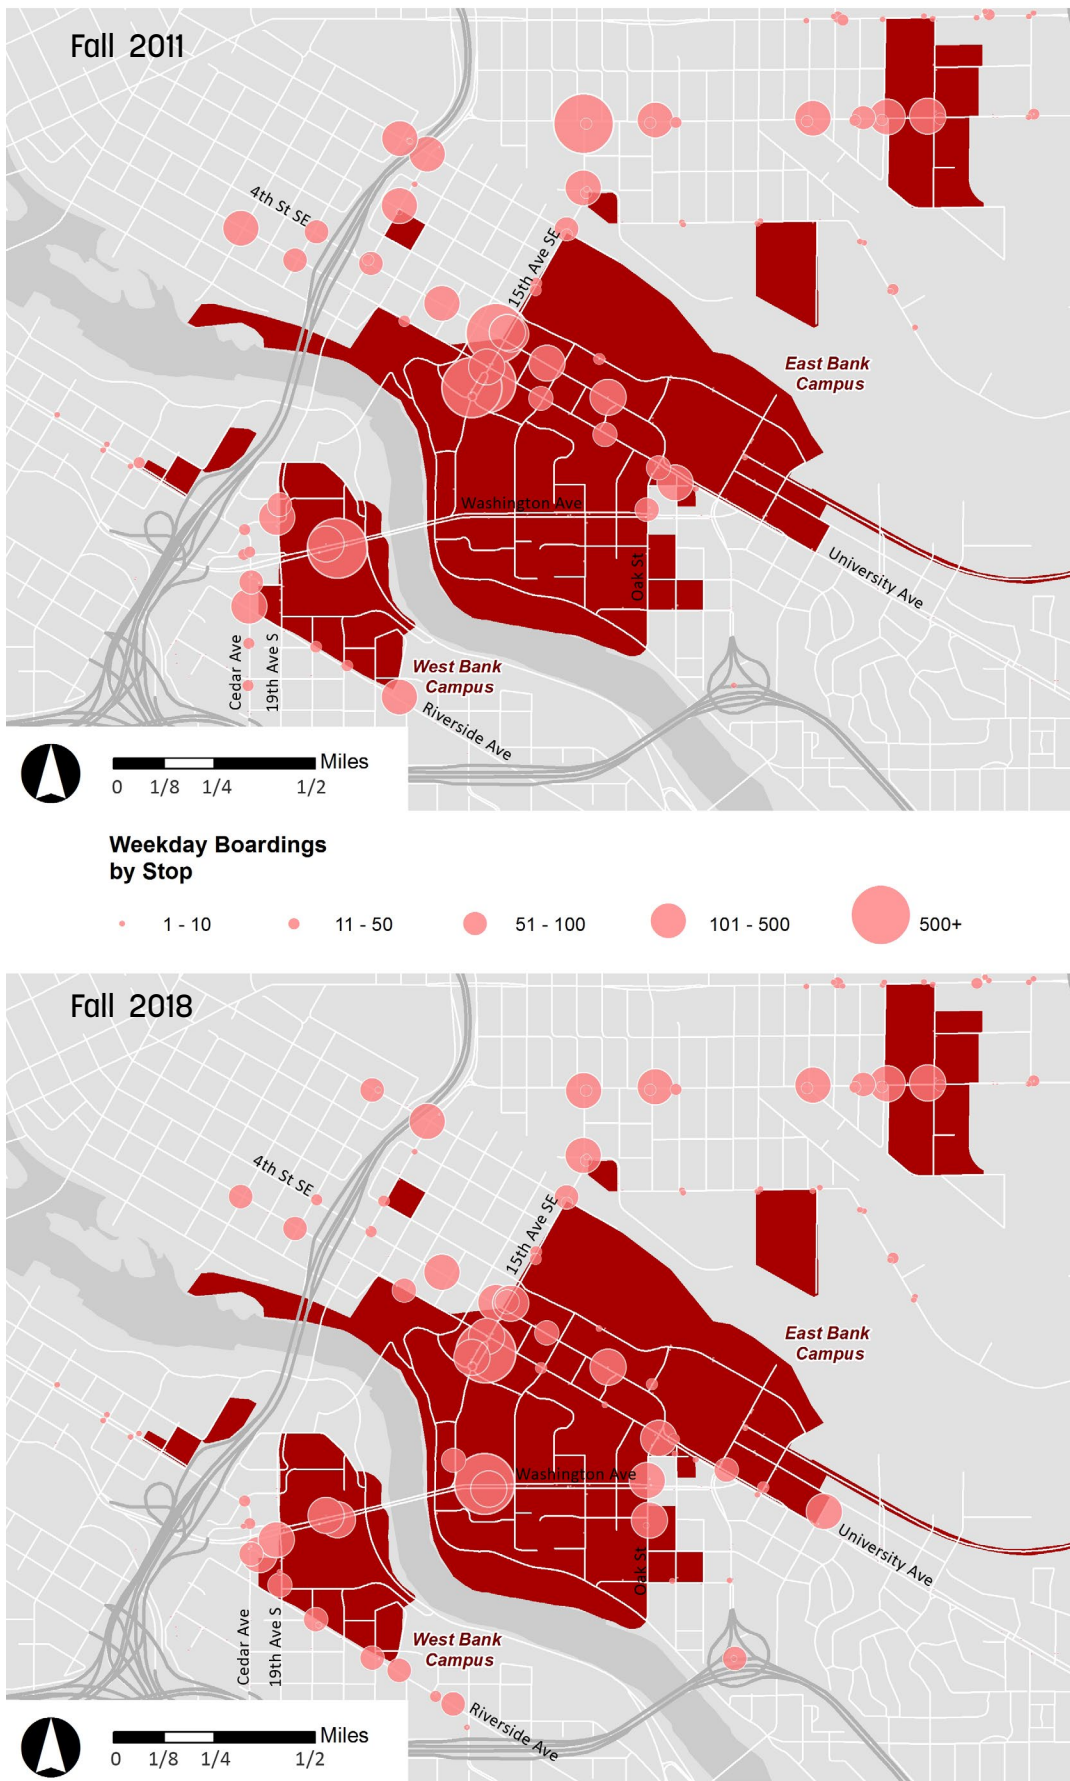 Fall 2011
4th St SE
15th Ave SE
East Bank
Campus
Washington Ave
Oak St
University Ave
Cedar Ave
19th Ave S
West Bank
Campus
Riverside Ave
Miles
0 1/8 1/4 1/2
Weekday Boardings
by Stop
1 - 10 11 - 50 51 - 100 101 - 500 500+
Fall 2018
4th St SE
15th Ave SE
East Bank
Campus
Washington Ave
Oak St
University Ave
Cedar Ave
19th Ave S
West Bank
Campus
Riverside Ave
Miles
0 1/8 1/4 1/2